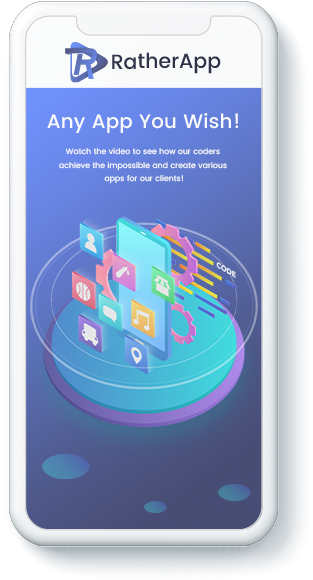 RatherApp
Any App You Wish!
Watch the video to see how our coders
achieve the impossible and create various
apps for our clients!
CODE